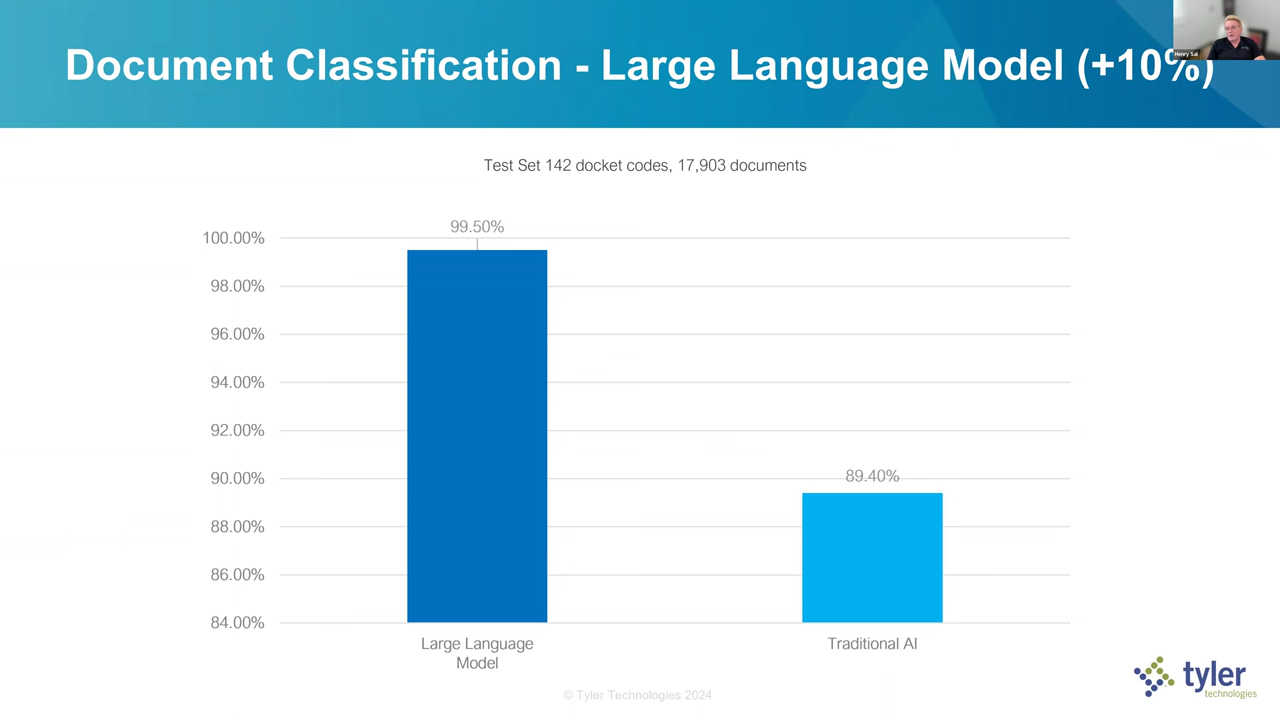 Document Classification - Large Language Model (+10%)
Henry Sal
Test Set 142 docket codes, 17,903 documents
99.50%
100.00%
98.00%
96.00%
94.00%
92.00%
90.00%
89.40%
88.00%
86.00%
84.00%
Large Language
Model
Traditional AI
© Tyler Technologies 2024
tyler
technologies